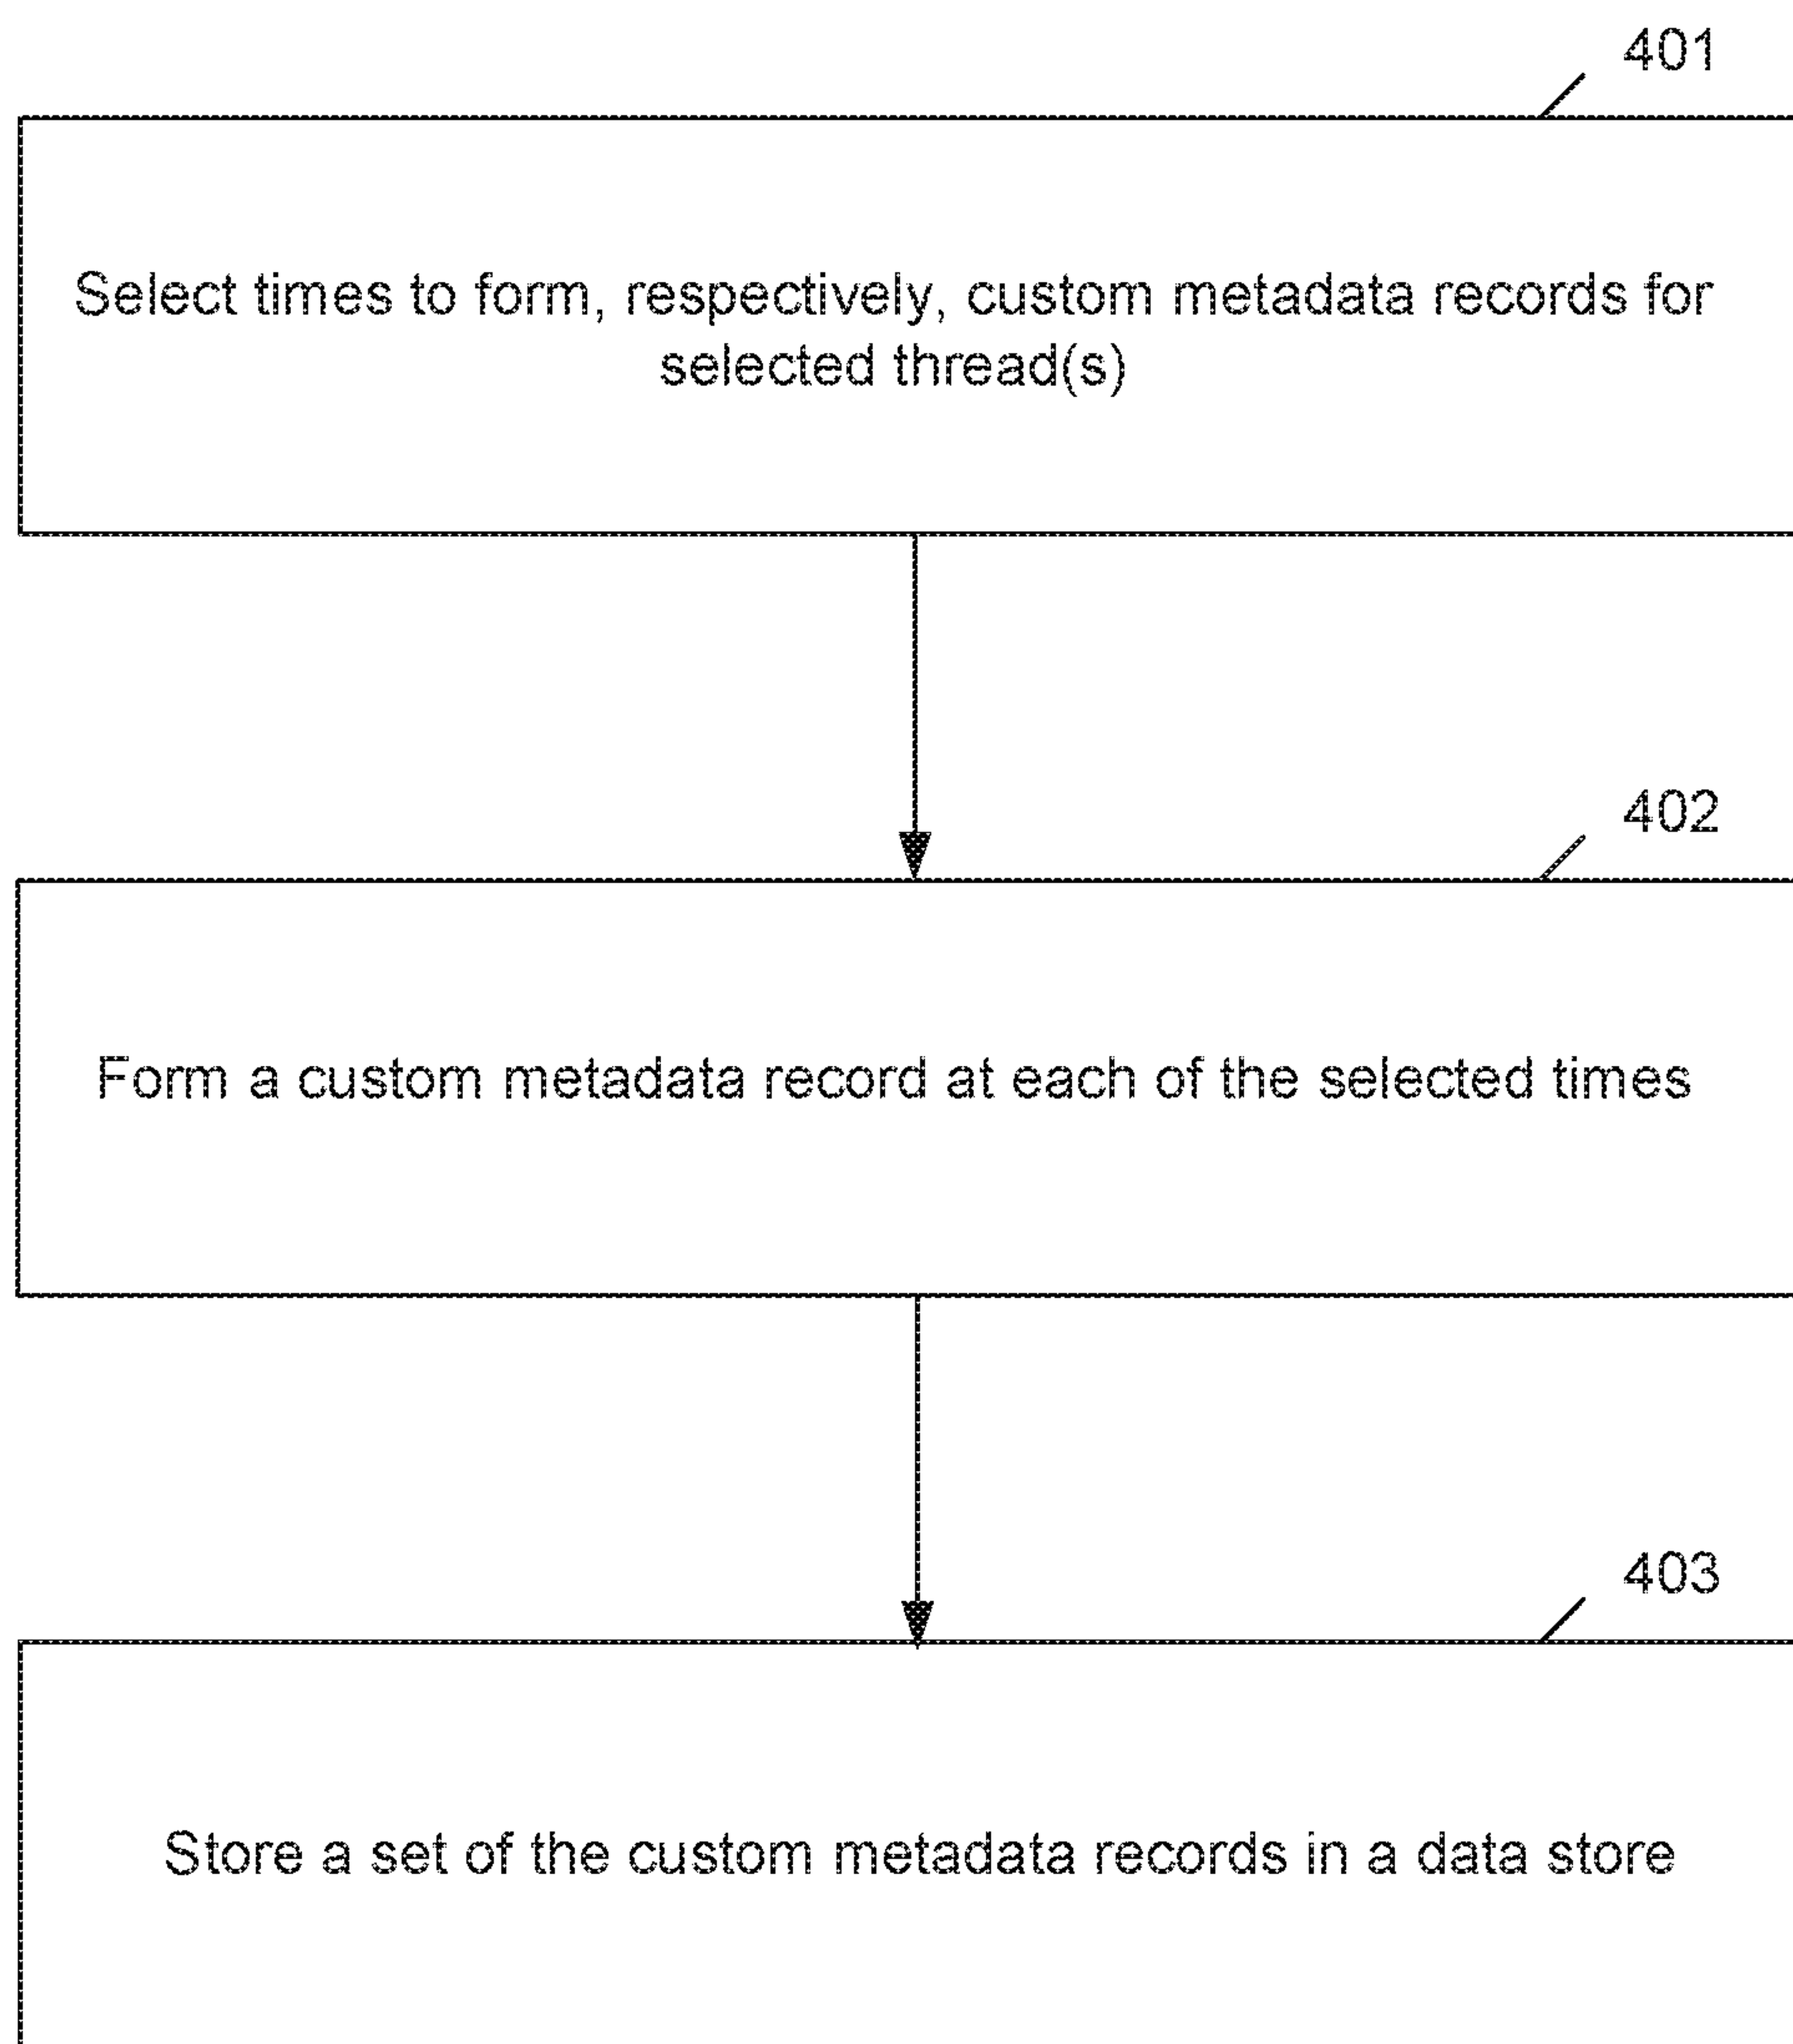 401
Select times to form, respectively, custom metadata records for
selected thread(s)
402
Form a custom metadata record at each of the selected times
403
Store a set of the custom metadata records in a data store